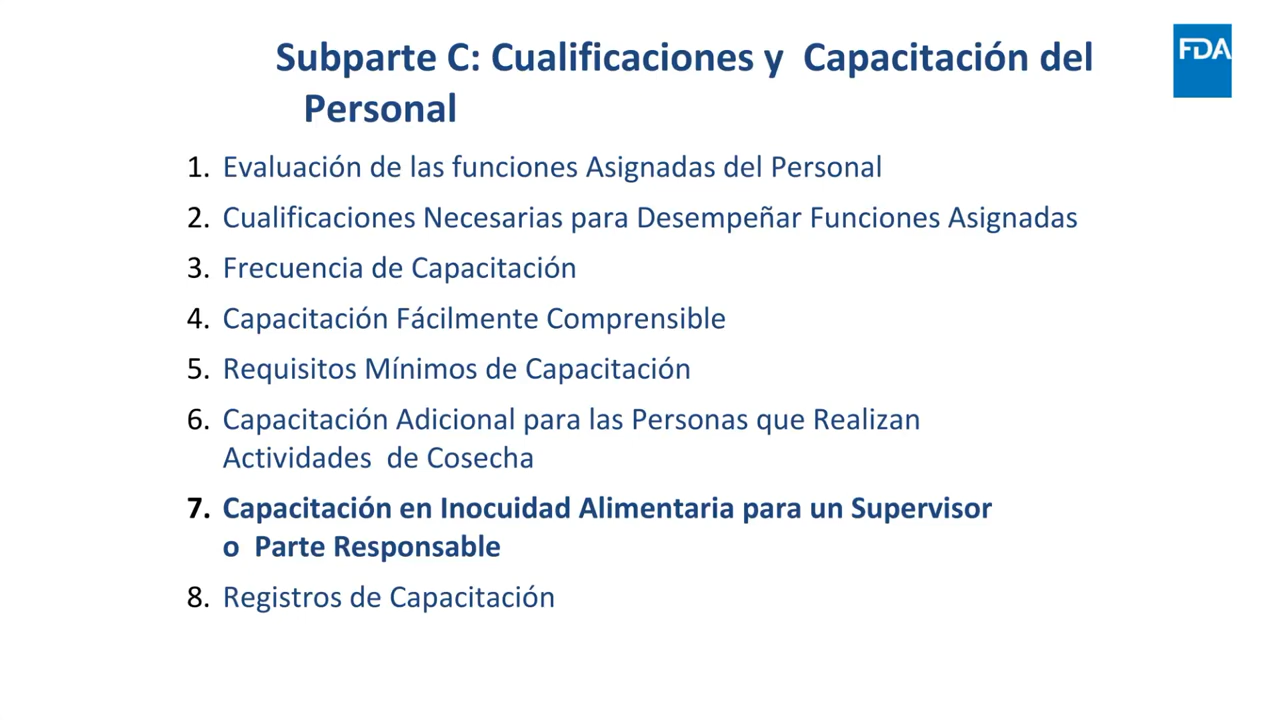 Subparte C: Cualificaciones y  Capacitación del
Personal
FDA
1. Evaluación de las funciones Asignadas del Personal
2. Cualificaciones Necesarias para Desempeñar Funciones Asignadas
3. Frecuencia de Capacitación
4. Capacitación Fácilmente Comprensible
5. Requisitos Mínimos de Capacitación
6. Capacitación Adicional para las Personas que Realizan
Actividades  de Cosecha
7. Capacitación en Inocuidad Alimentaria para un Supervisor
o  Parte Responsable
8. Registros de Capacitación